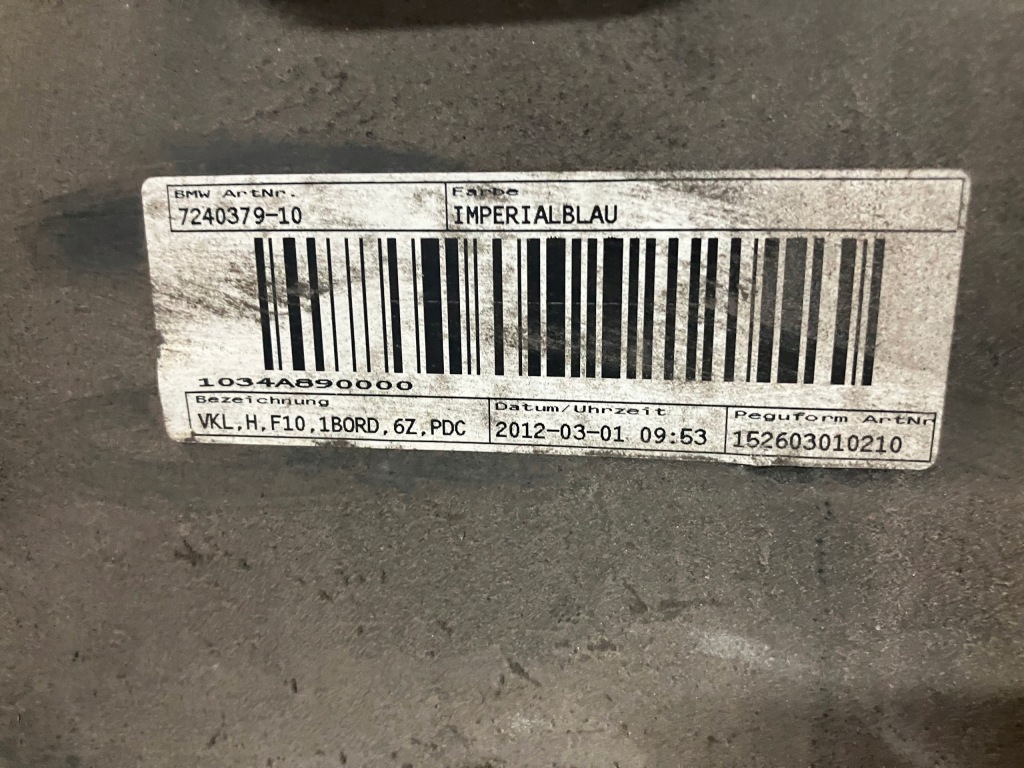 BMW ArtNr. Farbe
7240379-10 IMPERIALBLAU
1034A890000
Bezeichnung Datum/Uhrzeit Peguform ArtNr
VKL,H,F10,1BORD,6Z,PDC 2012-03-01 09:53 152603010210